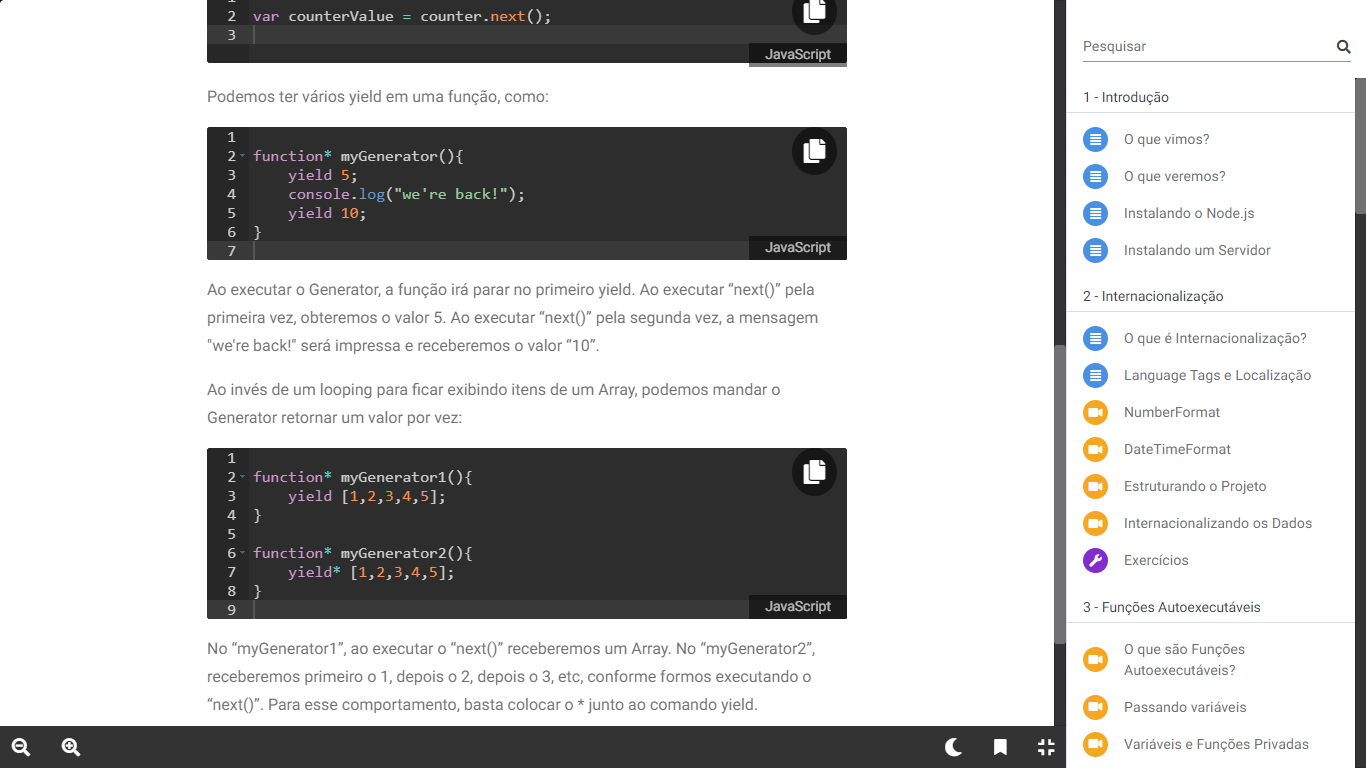 2 var counterValue = counter.next();
3
JavaScript
Podemos ter vários yield em uma função, como:
1
2 function* myGenerator(){
3 yield 5;
4 console.log("we're back!");
5 yield 10;
6 }
7
JavaScript
Ao executar o Generator, a função irá parar no primeiro yield. Ao executar “next()” pela
primeira vez, obteremos o valor 5. Ao executar “next()” pela segunda vez, a mensagem
"we're back!" será impressa e receberemos o valor “10”.
Ao invés de um looping para ficar exibindo itens de um Array, podemos mandar o
Generator retornar um valor por vez:
1
2 function* myGenerator1(){
3 yield [1,2,3,4,5];
4 }
5
6 function* myGenerator2(){
7 yield* [1,2,3,4,5];
8 }
9
JavaScript
No “myGenerator1”, ao executar o “next()” receberemos um Array. No “myGenerator2”,
receberemos primeiro o 1, depois o 2, depois o 3, etc, conforme formos executando o
“next()”. Para esse comportamento, basta colocar o * junto ao comando yield.
Pesquisar
1 - Introdução
O que vimos?
O que veremos?
Instalando o Node.js
Instalando um Servidor
2 - Internacionalização
O que é Internacionalização?
Language Tags e Localização
NumberFormat
DateTimeFormat
Estruturando o Projeto
Internacionalizando os Dados
Exercícios
3 - Funções Autoexecutáveis
O que são Funções
Autoexecutáveis?
Passando variáveis
Variáveis e Funções Privadas